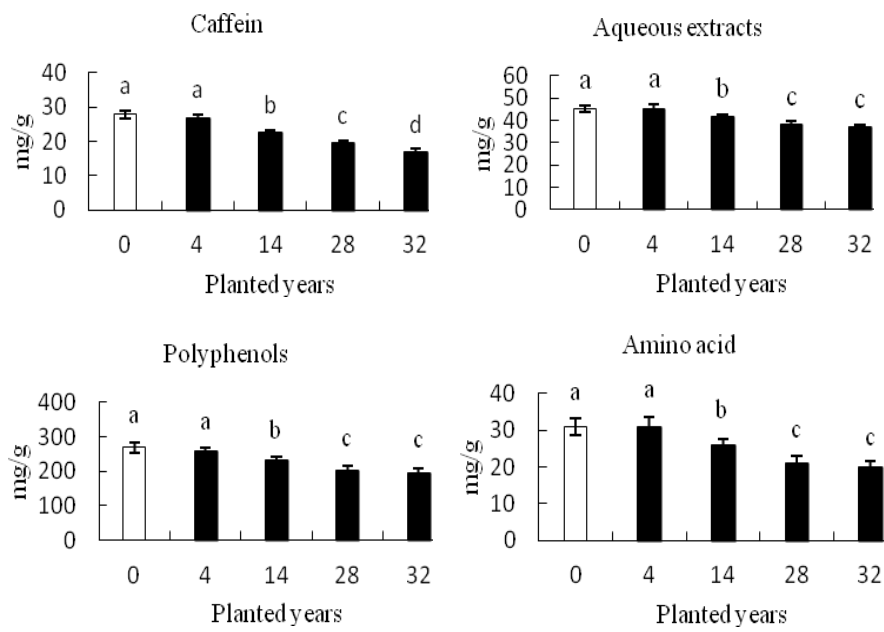 Caffein
mg/g
40
30
20
10
0
a a b c d
0 4 14 28 32
Planted years
Aqueous extracts
mg/g
60
50
40
30
20
10
0
a a b c c
0 4 14 28 32
Planted years
Polyphenols
mg/g
400
300
200
100
0
a a b c c
0 4 14 28 32
Planted years
Amino acid
mg/g
40
30
20
10
0
a a b c c
0 4 14 28 32
Planted years